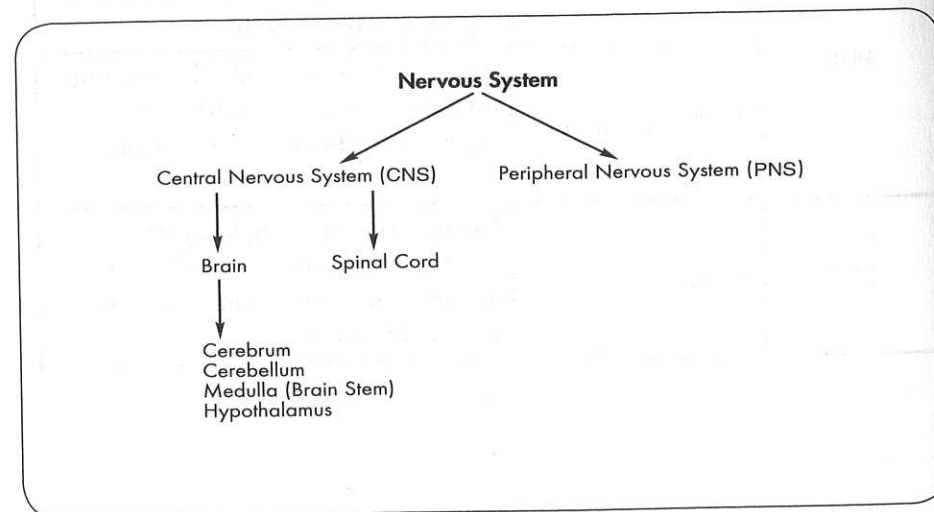 Nervous System
Central Nervous System (CNS)
Peripheral Nervous System (PNS)
Brain
Spinal Cord
Cerebrum
Cerebellum
Medulla (Brain Stem)
Hypothalamus